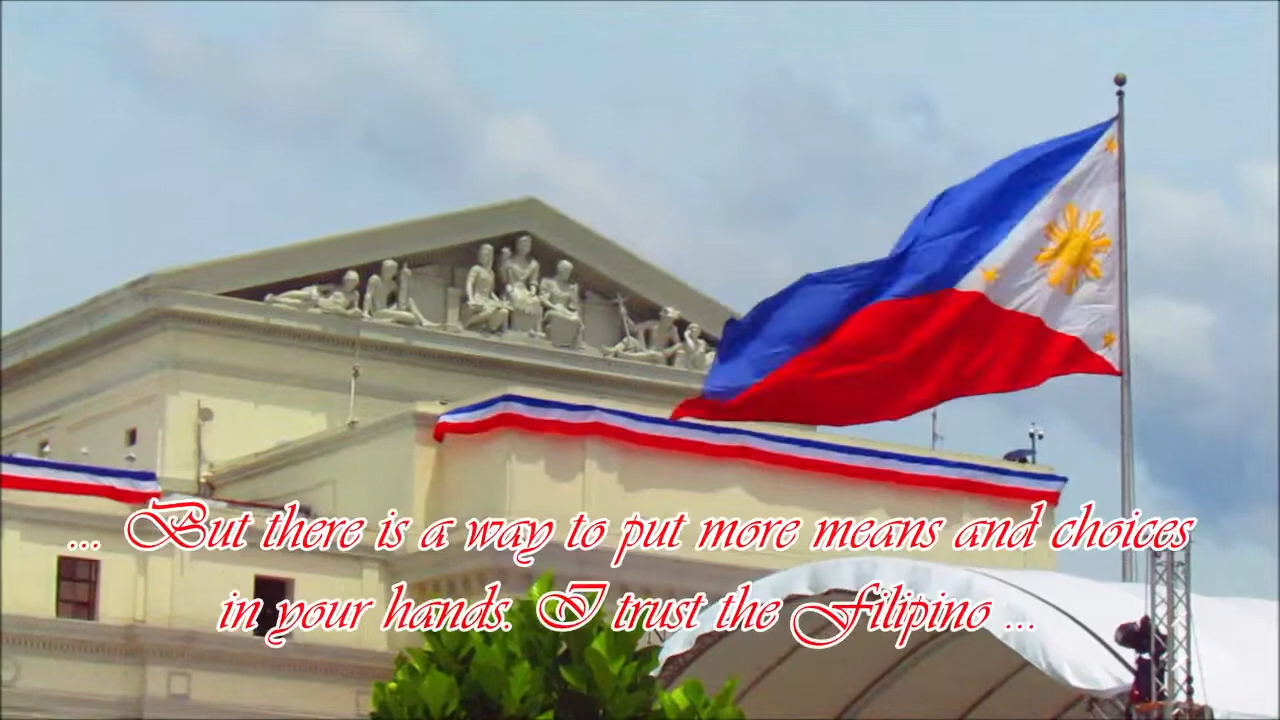 ... But there is a way to put more means and choices
in your hands. I trust the Filipino ...